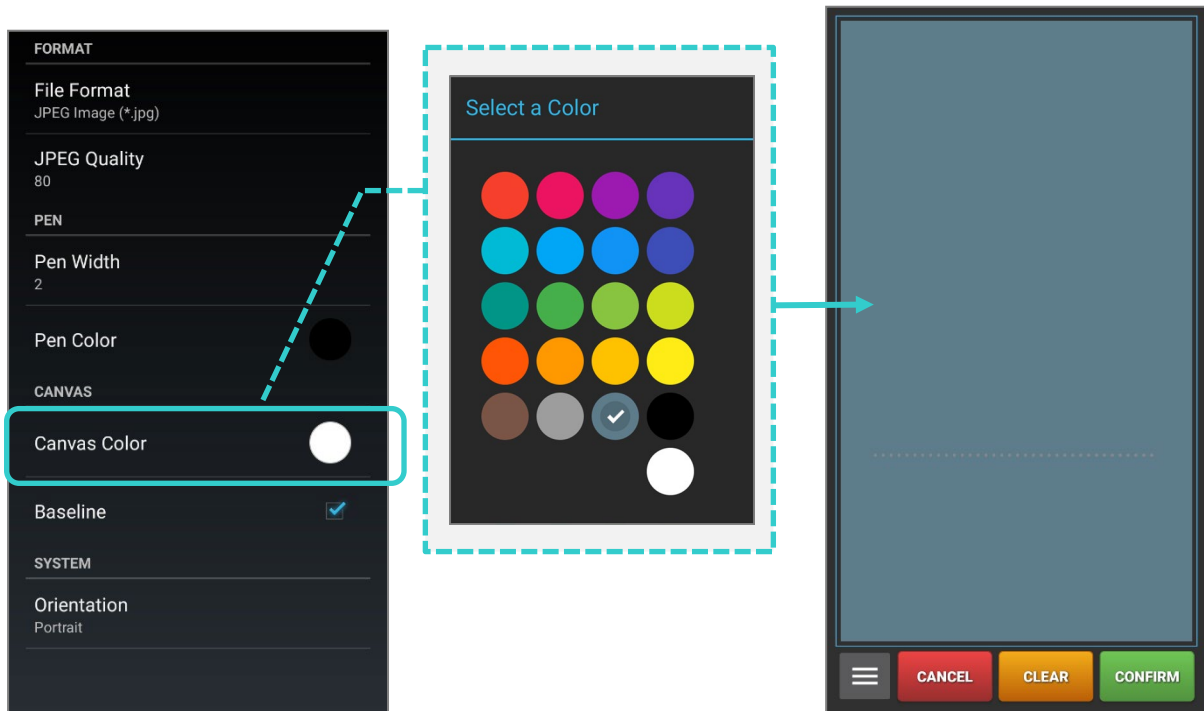 FORMAT
File Format
JPEG Image (*.jpg)
JPEG Quality
80
PEN
Pen Width
2
Pen Color
CANVAS
Canvas Color
Baseline
SYSTEM
Orientation
Portrait
Select a Color
CANCEL
CLEAR
CONFIRM